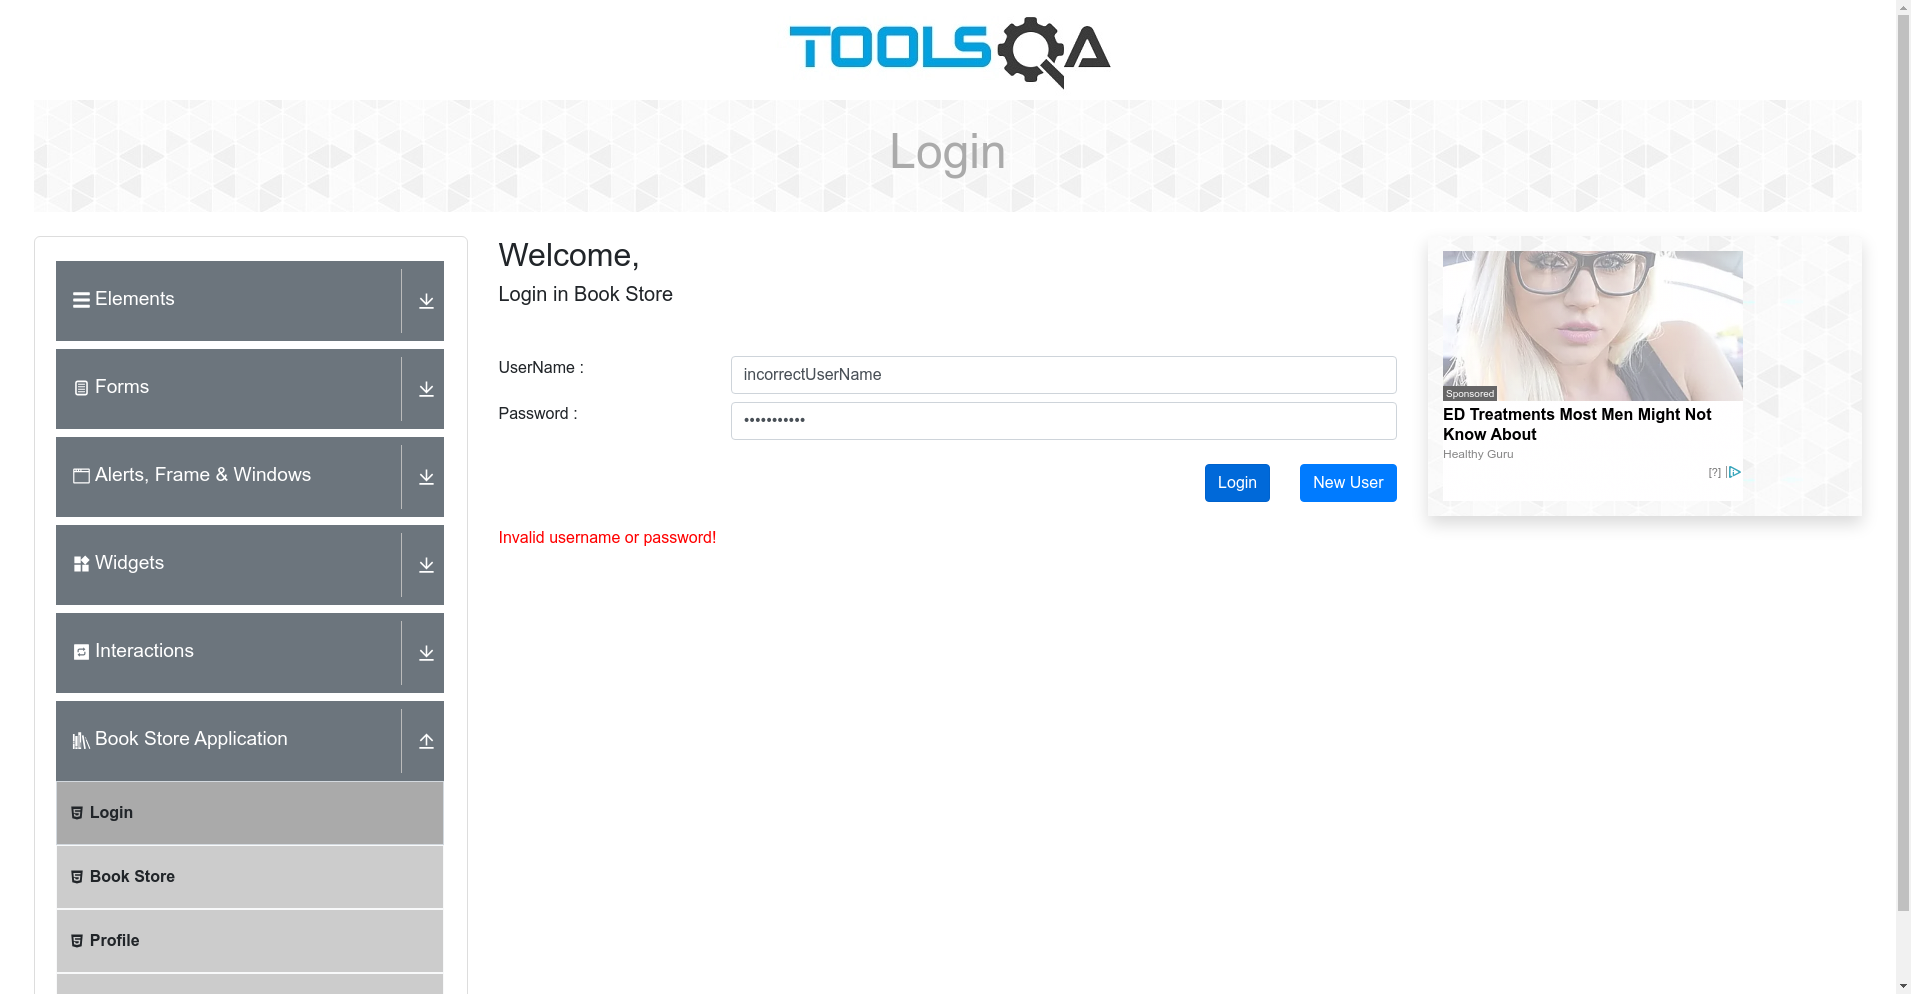 TOOLSQA
Login
Elements
Forms
Alerts, Frame & Windows
Widgets
Interactions
Book Store Application
Login
Book Store
Profile
Welcome,
Login in Book Store
UserName :
incorrectUserName
Password :
•••••••••••
Login
New User
Invalid username or password!
Sponsored
ED Treatments Most Men Might Not
Know About
Healthy Guru
[?]